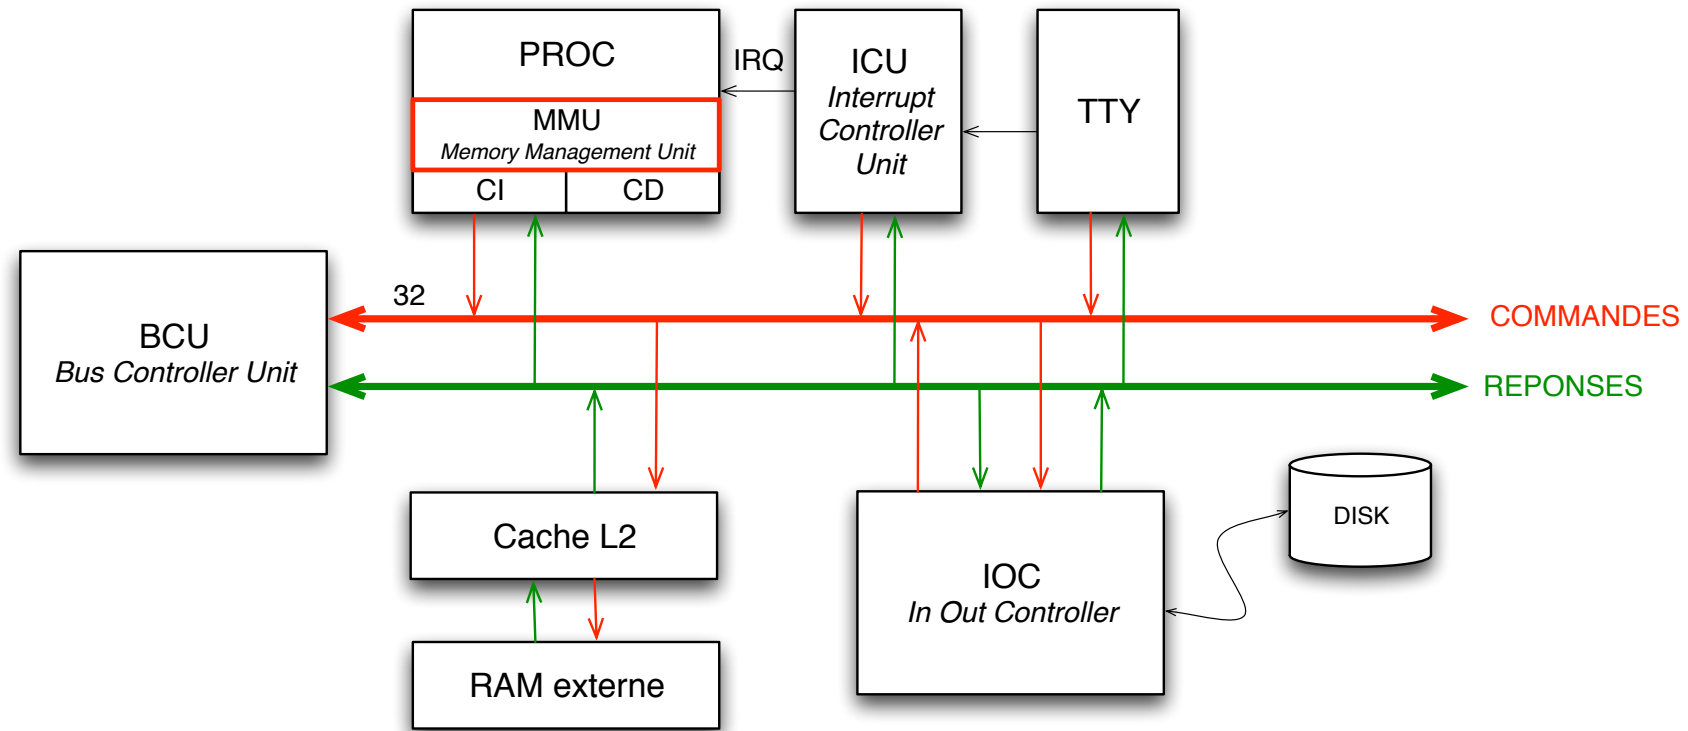 PROC
MMU
Memory Management Unit
CI
CD
IRQ
ICU
Interrupt
Controller
Unit
TTY
BCU
Bus Controller Unit
32
COMMANDES
REPONSES
Cache L2
RAM externe
IOC
In Out Controller
DISK